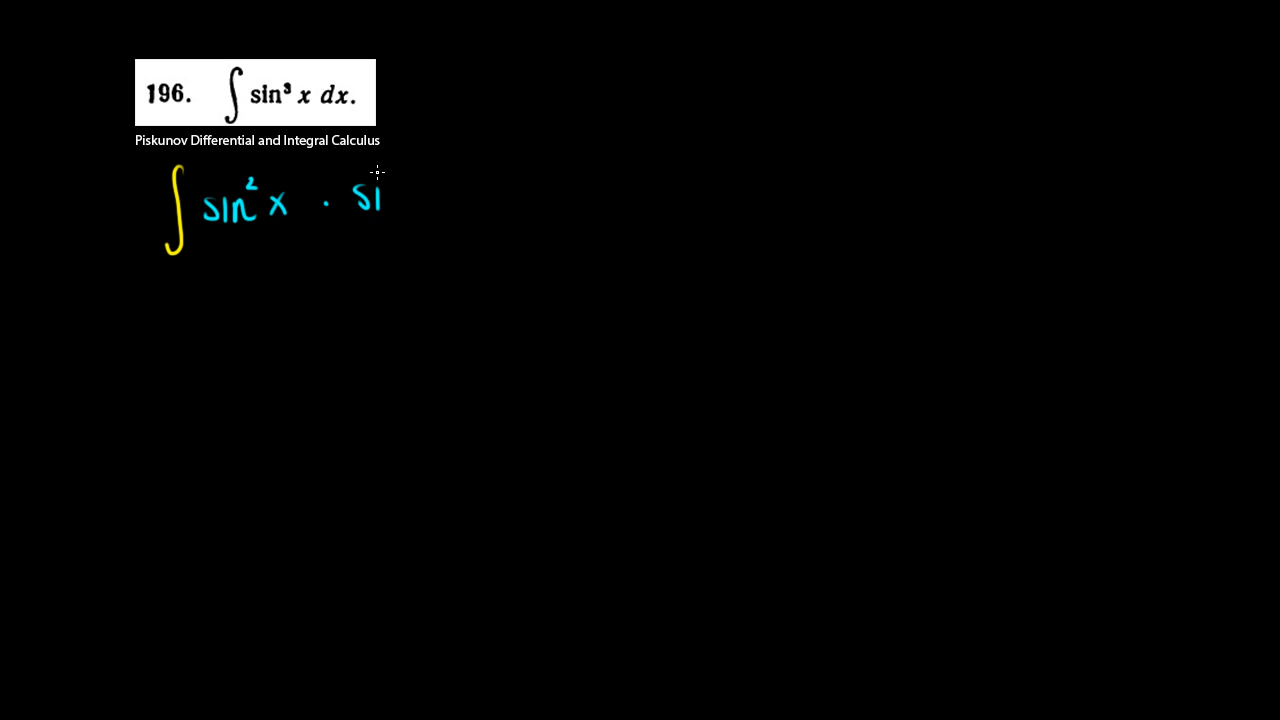 196. ∫ sin³ x dx.
Piskunov Differential and Integral Calculus
∫ sin² x · si